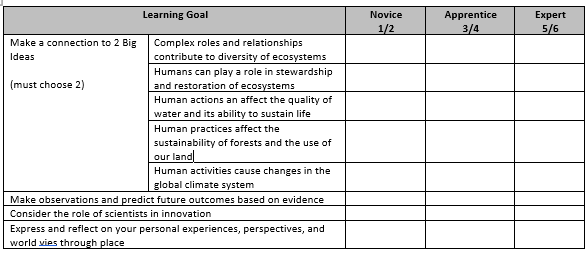 Learning Goal Novice Apprentice Expert
1/2 3/4 5/6
Make a connection to 2 Big
Ideas
(must choose 2)
Complex roles and relationships
contribute to diversity of ecosystems
Humans can play a role in stewardship
and restoration of ecosystems
Human actions an affect the quality of
water and its ability to sustain life
Human practices affect the
sustainability of forests and the use of
our land
Human activities cause changes in the
global climate system
Make observations and predict future outcomes based on evidence
Consider the role of scientists in innovation
Express and reflect on your personal experiences, perspectives, and
world vies through place